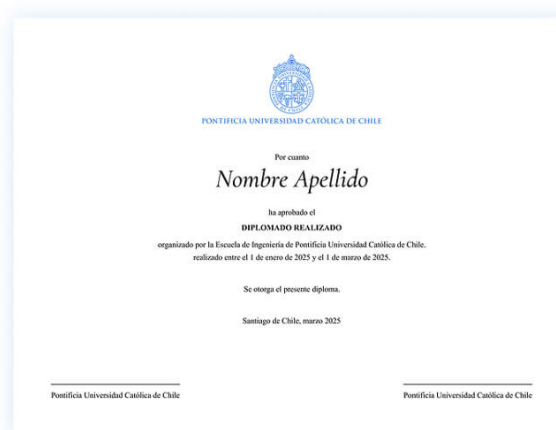 PONTIFICIA UNIVERSIDAD CATÓLICA DE CHILE
Por cuanto
Nombre Apellido
ha aprobado el
DIPLOMADO REALIZADO
organizado por la Escuela de Ingeniería de Pontificia Universidad Católica de Chile.
realizado entre el 1 de enero de 2025 y el 1 de marzo de 2025.
Se otorga el presente diploma.
Santiago de Chile, marzo 2025
Pontificia Universidad Católica de Chile
Pontificia Universidad Católica de Chile